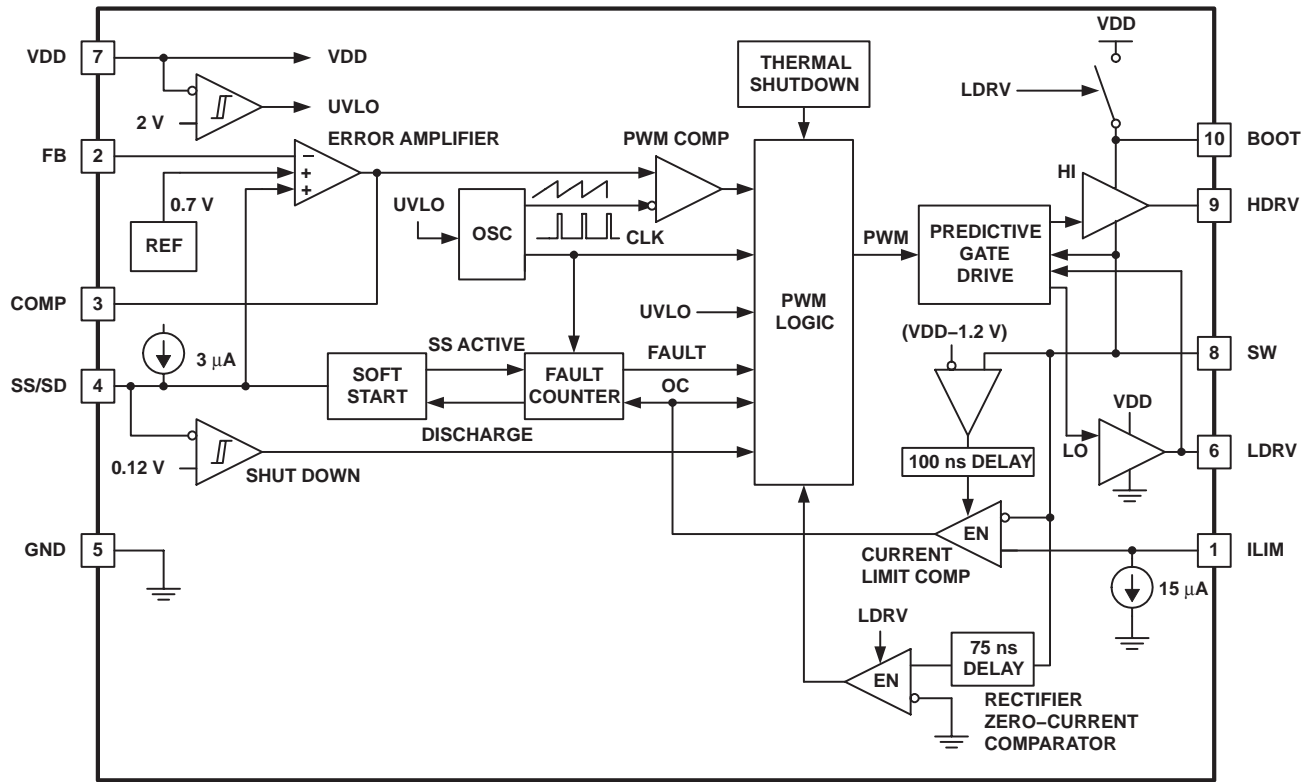 VDD
7
VDD
UVLO
2 V
FB
2
ERROR AMPLIFIER
−
+
+
0.7 V
REF
COMP
3
3 μA
SS/SD
4
0.12 V
SHUT DOWN
GND
5
UVLO
OSC
CLK
PWM COMP
SS ACTIVE
SOFT
START
FAULT
COUNTER
DISCHARGE
FAULT
OC
UVLO
THERMAL
SHUTDOWN
PWM
LOGIC
PWM
PREDICTIVE
GATE
DRIVE
VDD
LDRV
10
BOOT
HI
9
HDRV
(VDD−1.2 V)
8
SW
VDD
LO
6
LDRV
100 ns DELAY
EN
CURRENT
LIMIT COMP
1
ILIM
15 μA
LDRV
EN
75 ns
DELAY
RECTIFIER
ZERO−CURRENT
COMPARATOR